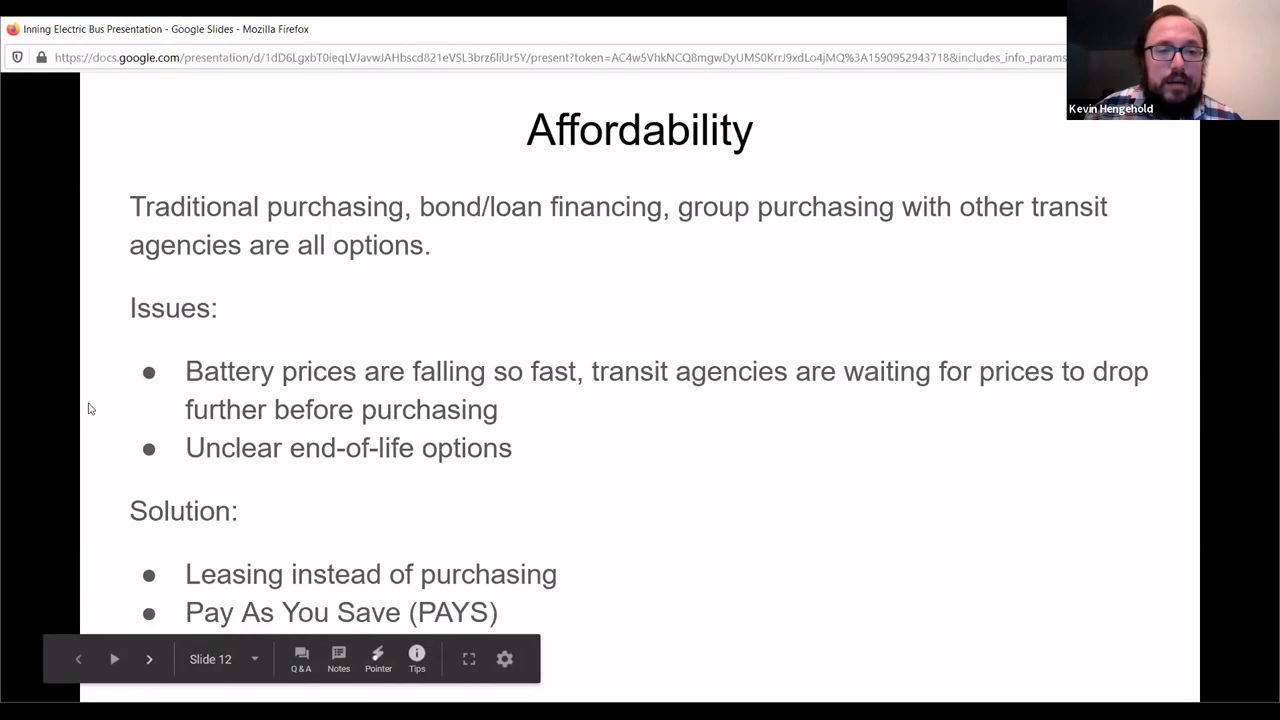 Inning Electric Bus Presentation - Google Slides - Mozilla Firefox
https://docs.google.com/presentation/d/1dD6LgxbT0ieqLVJavwJAHbscd821eVSL3brz6liUr5Y/present?token=AC4w5VhkNCQ8mgwDyUMS0KrrJ9xdLo4jMQ%3A1590952943718&includes_info_params
Kevin Hengehold
Affordability
Traditional purchasing, bond/loan financing, group purchasing with other transit
agencies are all options.
Issues:
● Battery prices are falling so fast, transit agencies are waiting for prices to drop
further before purchasing
● Unclear end-of-life options
Solution:
● Leasing instead of purchasing
● Pay As You Save (PAYS)
Slide 12
Q & A
Notes
Pointer
Tips